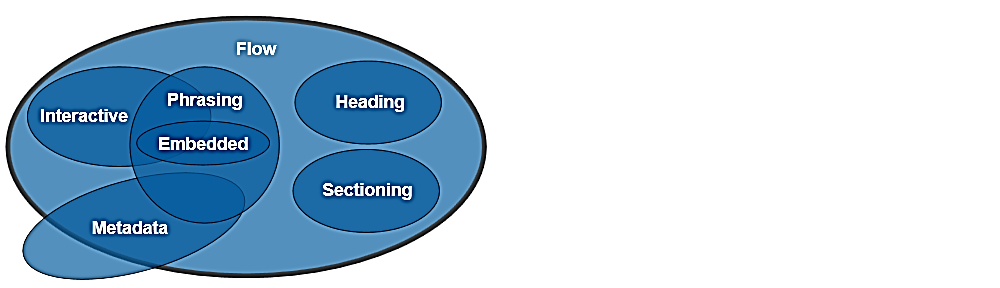 Flow
Phrasing
Heading
Interactive
Embedded
Sectioning
Metadata